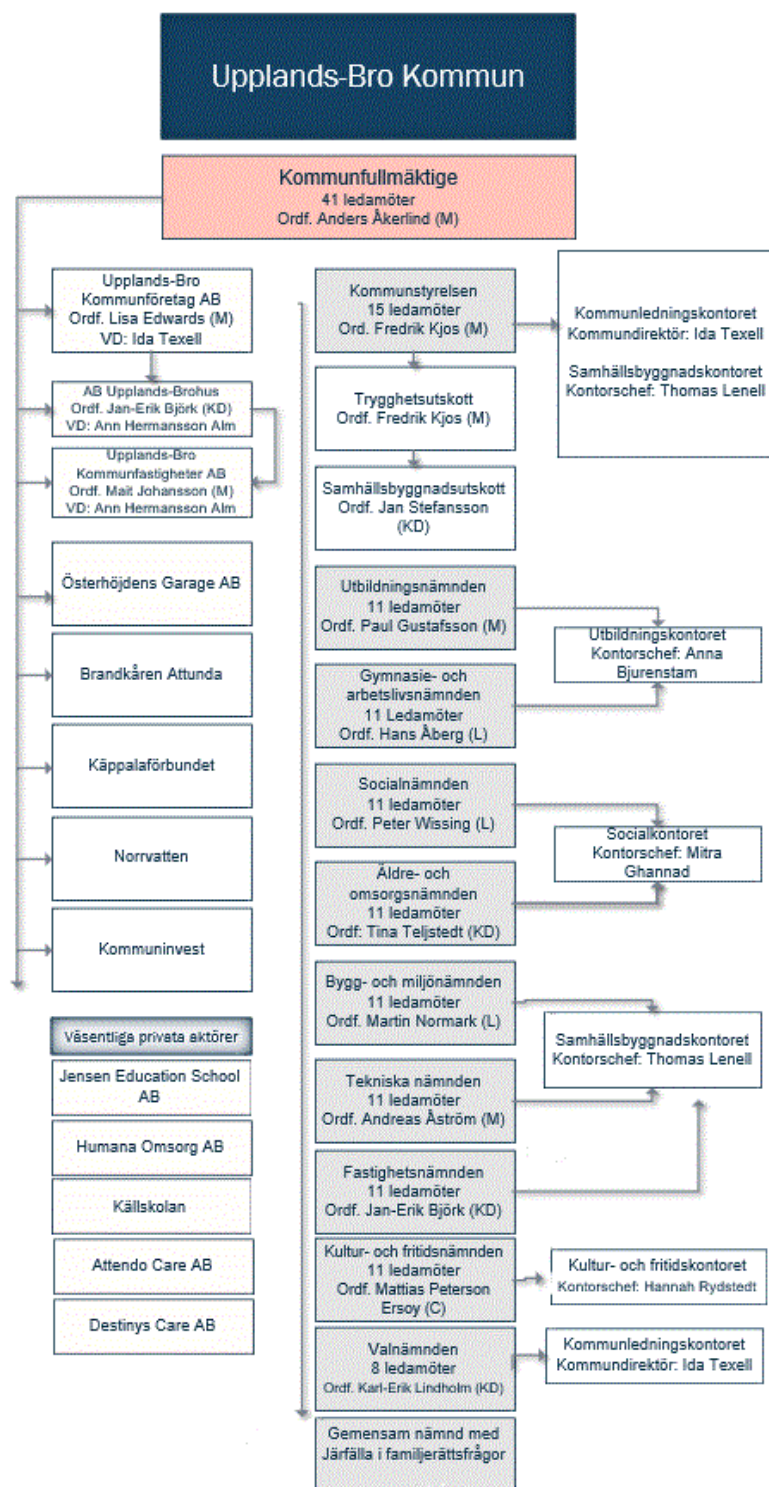 Upplands-Bro Kommun
Kommunfullmäktige
41 ledamöter
Ordf. Anders Åkerlind (M)
Upplands-Bro
Kommunföretag AB
Ordf. Lisa Edwards (M)
VD: Ida Texell
AB Upplands-Brohus
Ordf. Jan-Erik Björk (KD)
VD: Ann Hermansson Alm
Upplands-Bro
Kommunfastigheter AB
Ordf. Mait Johansson (M)
VD: Ann Hermansson Alm
Österhöjdens Garage AB
Brandkåren Attunda
Käppalaförbundet
Norrvatten
Kommuninvest
Väsentliga privata aktörer
Jensen Education School
AB
Humana Omsorg AB
Källskolan
Attendo Care AB
Destinys Care AB
Kommunstyrelsen
15 ledamöter
Ord. Fredrik Kjos (M)
Trygghetsutskott
Ordf. Fredrik Kjos (M)
Samhällsbyggnadsutskott
Ordf. Jan Stefansson
(KD)
Utbildningsnämnden
11 ledamöter
Ordf. Paul Gustafsson (M)
Gymnasie- och
arbetslivsnämnden
11 Ledamöter
Ordf. Hans Åberg (L)
Socialnämnden
11 ledamöter
Ordf. Peter Wissing (L)
Äldre- och
omsorgsnämnden
11 ledamöter
Ordf: Tina Teljstedt (KD)
Bygg- och miljönämnden
11 ledamöter
Ordf. Martin Normark (L)
Tekniska nämnden
11 ledamöter
Ordf. Andreas Åström (M)
Fastighetsnämnden
11 ledamöter
Ordf. Jan-Erik Björk (KD)
Kultur- och fritidsnämnden
11 ledamöter
Ordf. Mattias Peterson
Ersoy (C)
Valnämnden
8 ledamöter
Ordf. Karl-Erik Lindholm (KD)
Gemensam nämnd med
Järfälla i familjerättsfrågor
Kommunledningskontoret
Kommundirektör: Ida Texell
Samhällsbyggnadskontoret
Kontorschef: Thomas Lenell
Utbildningskontoret
Kontorschef: Anna
Bjurenstam
Socialkontoret
Kontorschef: Mitra
Ghannad
Samhällsbyggnadskontoret
Kontorschef: Thomas Lenell
Kultur- och fritidskontoret
Kontorschef: Hannah Rydstedt
Kommunledningskontoret
Kommundirektör: Ida Texell